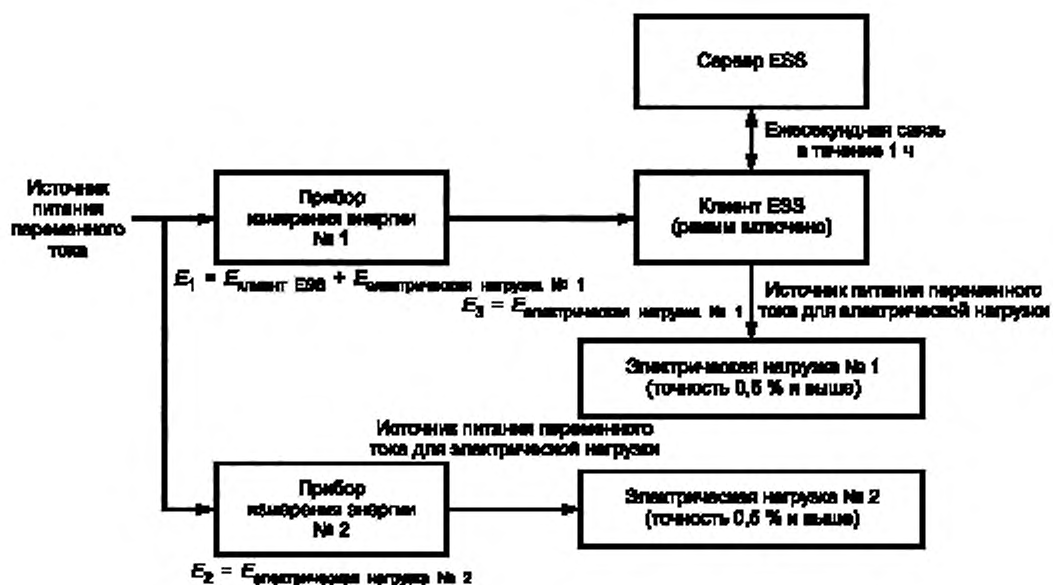 Сервер ESS
Ежесекундная связь
в течение 1 ч
Источник
питания
переменного
тока
Прибор
измерения энергии
№ 1
Клиент ESS
(режим включено)
E1 = Eклиент ESS + Eэлектрическая нагрузка № 1
E3 = Eэлектрическая нагрузка № 1
Источник питания переменного
тока для электрической нагрузки
Электрическая нагрузка № 1
(точность 0,5 % и выше)
Источник питания переменного
тока для электрической нагрузки
Прибор
измерения энергии
№ 2
Электрическая нагрузка № 2
(точность 0,5 % и выше)
E2 = Eэлектрическая нагрузка № 2